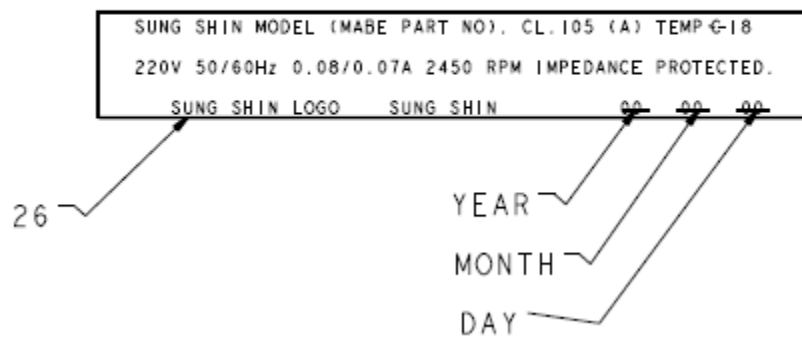 SUNG SHIN MODEL (MABE PART NO). CL.105 (A) TEMP C-18
220V 50/60Hz 0.08/0.07A 2450 RPM IMPEDANCE PROTECTED.
SUNG SHIN LOGO SUNG SHIN 00 00 00
26
YEAR
MONTH
DAY